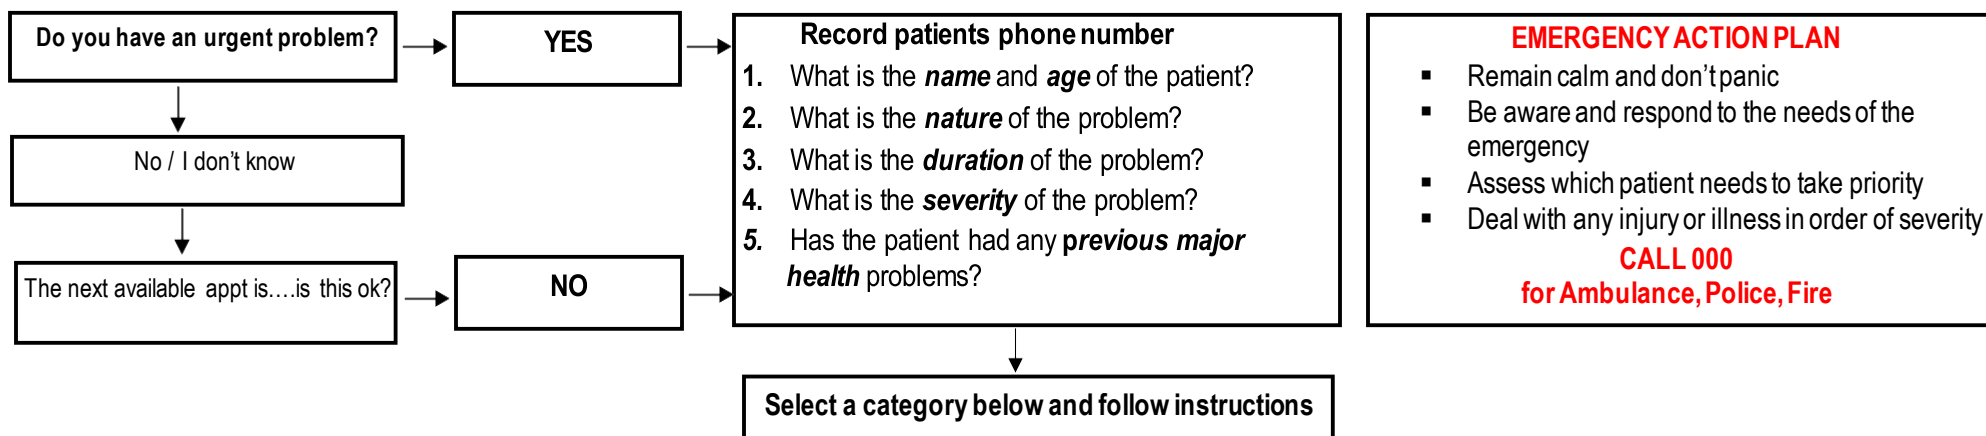 Do you have an urgent problem?
YES
No / I don't know
The next available appt is....is this ok?
NO
Record patients phone number
1. What is the name and age of the patient?
2. What is the nature of the problem?
3. What is the duration of the problem?
4. What is the severity of the problem?
5. Has the patient had any previous major
health problems?
Select a category below and follow instructions
EMERGENCY ACTION PLAN
▪ Remain calm and don't panic
▪ Be aware and respond to the needs of the
emergency
▪ Assess which patient needs to take priority
▪ Deal with any injury or illness in order of severity
CALL 000
for Ambulance, Police, Fire